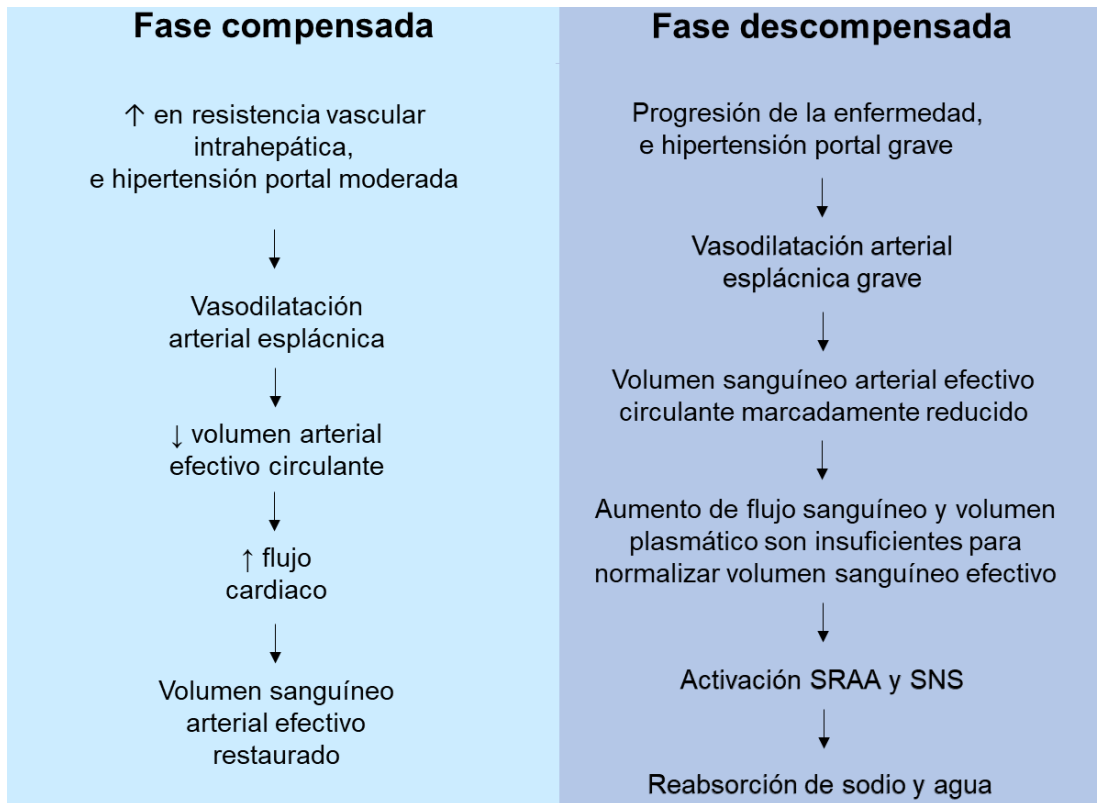 Fase compensada
↑ en resistencia vascular
intrahepática,
e hipertensión portal moderada
Vasodilatación
arterial esplácnica
↓ volumen arterial
efectivo circulante
↑ flujo
cardiaco
Volumen sanguíneo
arterial efectivo
restaurado
Fase descompensada
Progresión de la enfermedad,
e hipertensión portal grave
Vasodilatación arterial
esplácnica grave
Volumen sanguíneo arterial efectivo
circulante marcadamente reducido
Aumento de flujo sanguíneo y volumen
plasmático son insuficientes para
normalizar volumen sanguíneo efectivo
Activación SRAA y SNS
Reabsorción de sodio y agua